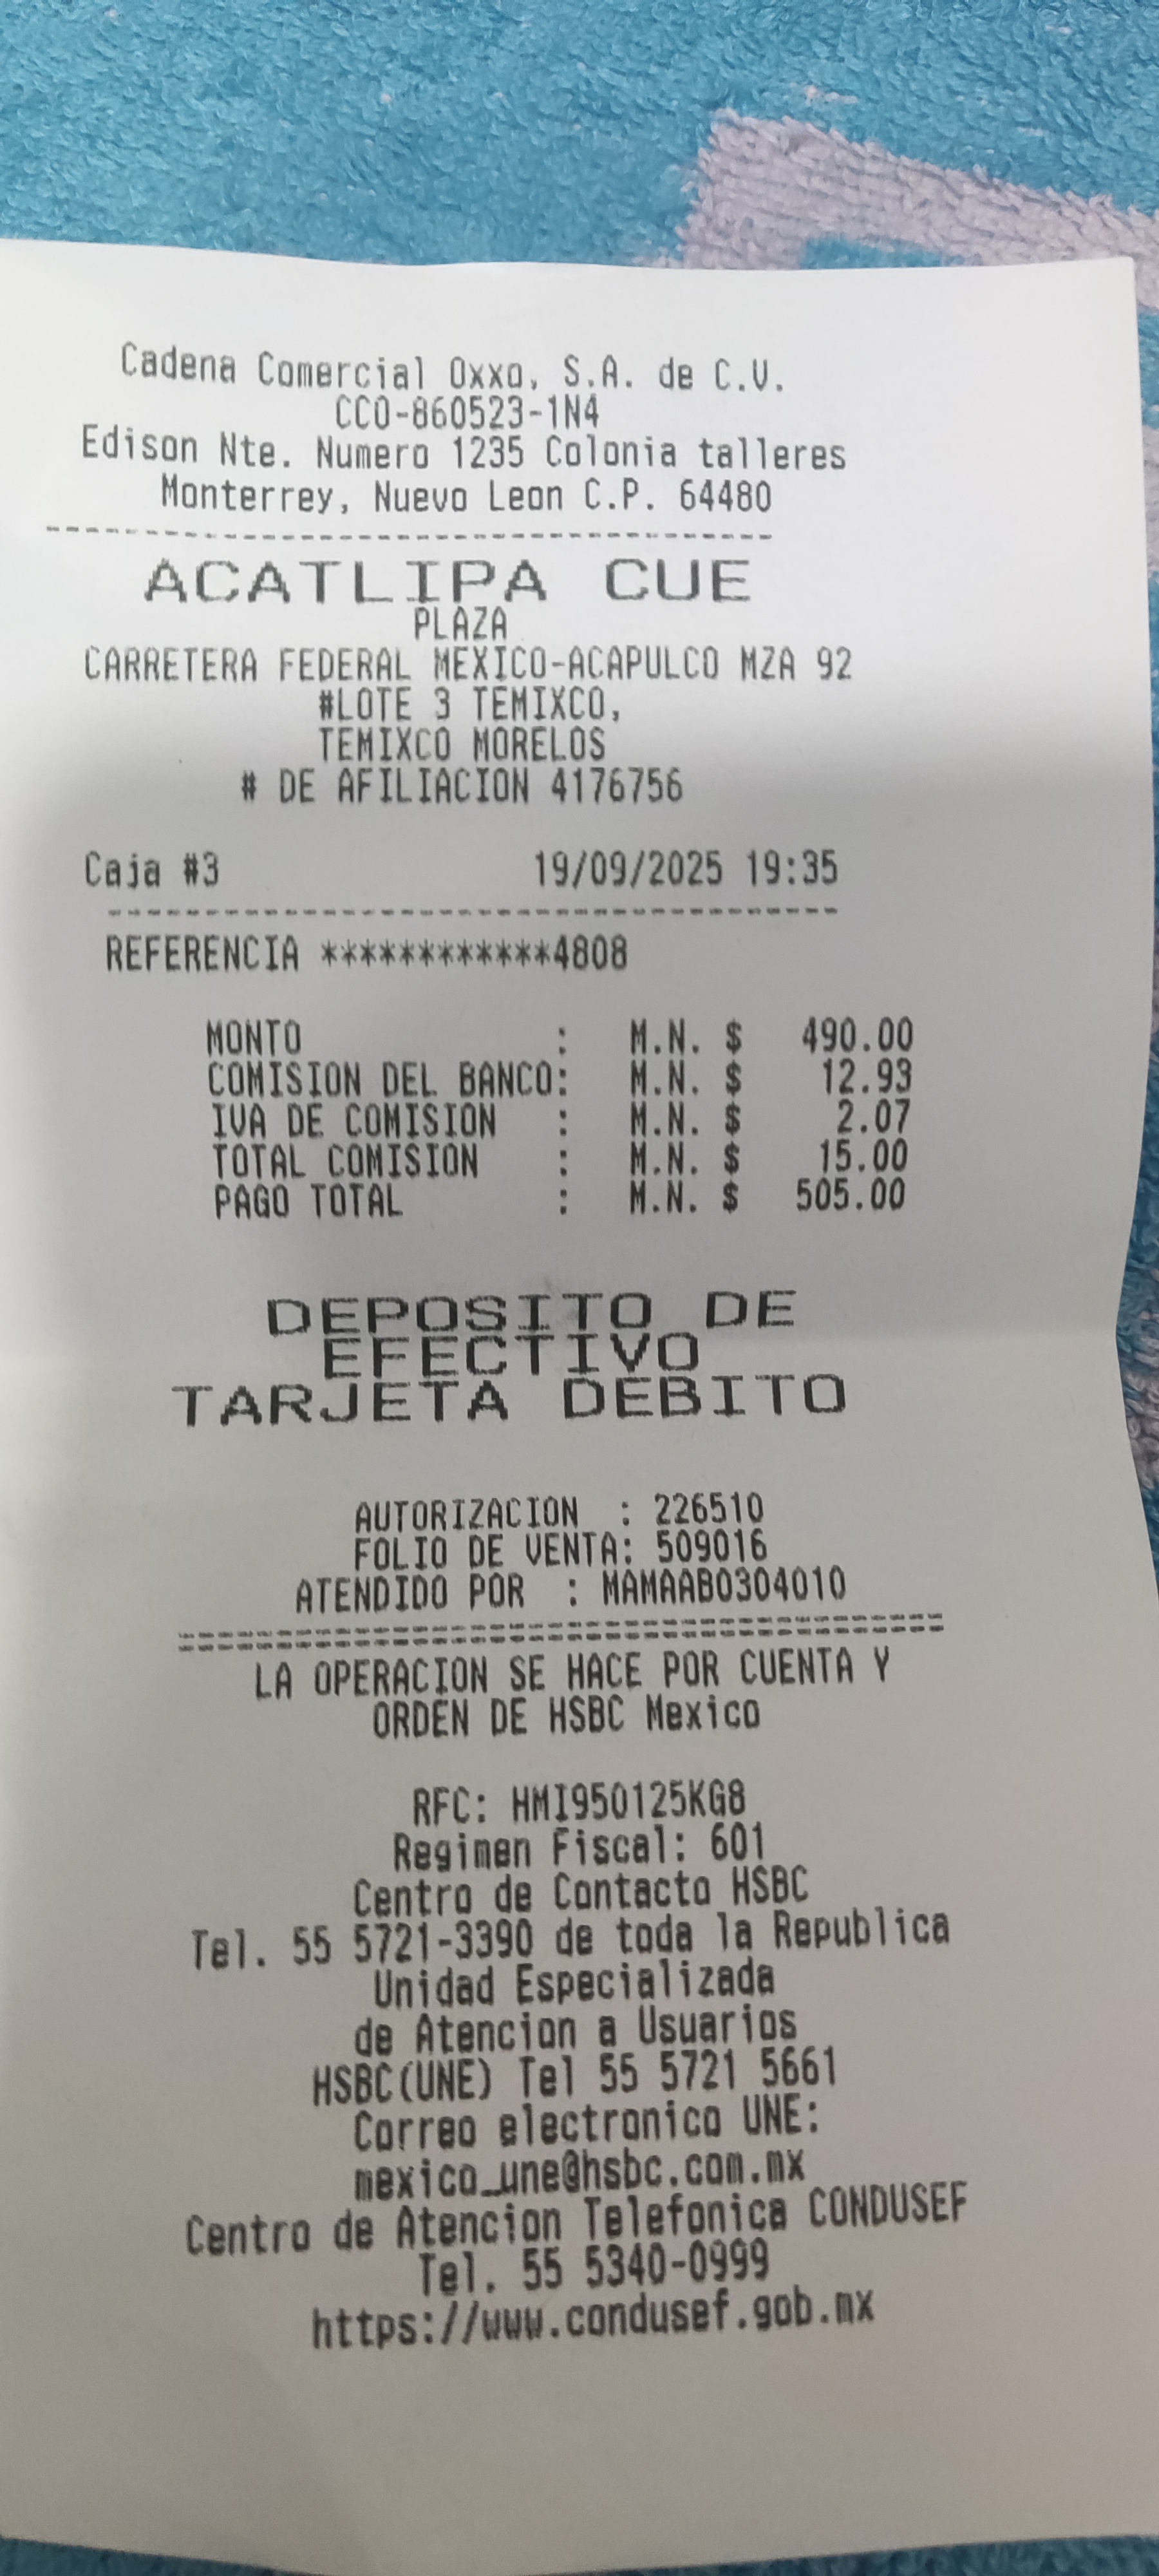 Cadena Comercial Oxxo, S.A. de C.V.
CCO-860523-1N4
Edison Nte. Numero 1235 Colonia talleres
Monterrey, Nuevo Leon C.P. 64480
----------------------------------------
ACATLIPA CUE
PLAZA
CARRETERA FEDERAL MEXICO-ACAPULCO MZA 92
#LOTE 3 TEMIXCO,
TEMIXCO MORELOS
# DE AFILIACION 4176756
Caja #3 19/09/2025 19:35
----------------------------------------
REFERENCIA ************4808
MONTO : M.N. $ 490.00
COMISION DEL BANCO: M.N. $ 12.93
IVA DE COMISION : M.N. $ 2.07
TOTAL COMISION : M.N. $ 15.00
PAGO TOTAL : M.N. $ 505.00
DEPOSITO DE
EFECTIVO
TARJETA DEBITO
AUTORIZACION : 226510
FOLIO DE VENTA: 509016
ATENDIDO POR : MAMAAB0304010
========================================
LA OPERACION SE HACE POR CUENTA Y
ORDEN DE HSBC Mexico
RFC: HMI950125KG8
Regimen Fiscal: 601
Centro de Contacto HSBC
Tel. 55 5721-3390 de toda la Republica
Unidad Especializada
de Atencion a Usuarios
HSBC(UNE) Tel 55 5721 5661
Correo electronico UNE:
mexico_une@hsbc.com.mx
Centro de Atencion Telefonica CONDUSEF
Tel. 55 5340-0999
https://www.condusef.gob.mx